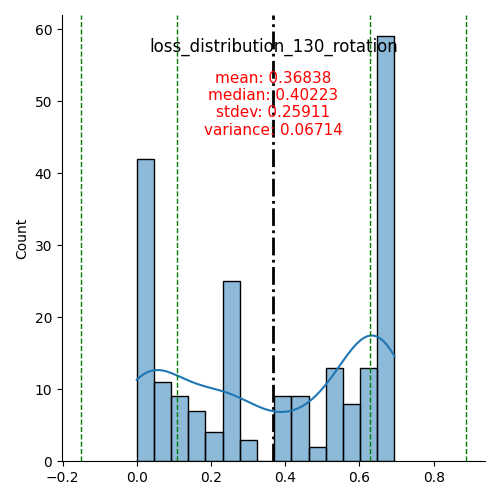 loss_distribution_130_rotation
mean: 0.36838
median: 0.40223
stdev: 0.25911
variance: 0.06714
Count
60
50
40
30
20
10
0
−0.2 0.0 0.2 0.4 0.6 0.8